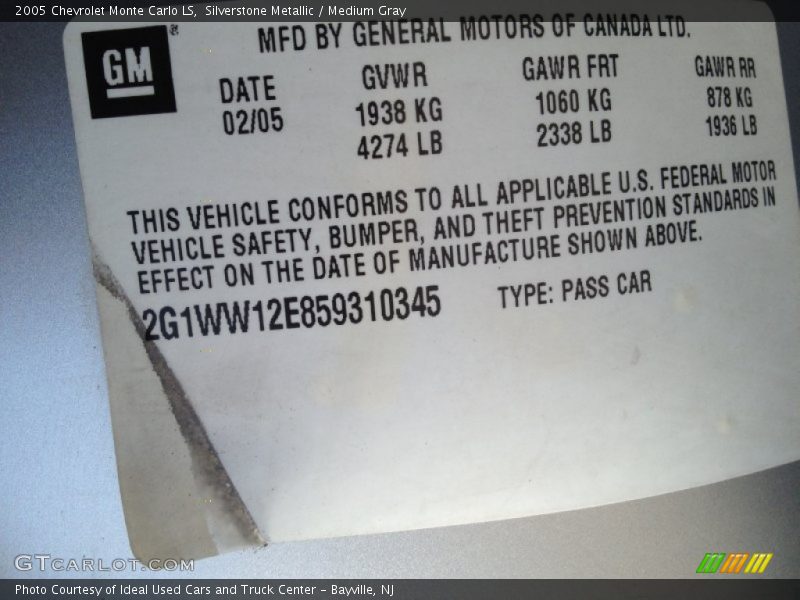 2005 Chevrolet Monte Carlo LS, Silverstone Metallic / Medium Gray
GM ®
MFD BY GENERAL MOTORS OF CANADA LTD.
DATE GVWR GAWR FRT GAWR RR
02/05 1938 KG 1060 KG 878 KG
4274 LB 2338 LB 1936 LB
THIS VEHICLE CONFORMS TO ALL APPLICABLE U.S. FEDERAL MOTOR
VEHICLE SAFETY, BUMPER, AND THEFT PREVENTION STANDARDS IN
EFFECT ON THE DATE OF MANUFACTURE SHOWN ABOVE.
2G1WW12E859310345 TYPE: PASS CAR
GTCARLOT.COM
Photo Courtesy of Ideal Used Cars and Truck Center – Bayville, NJ